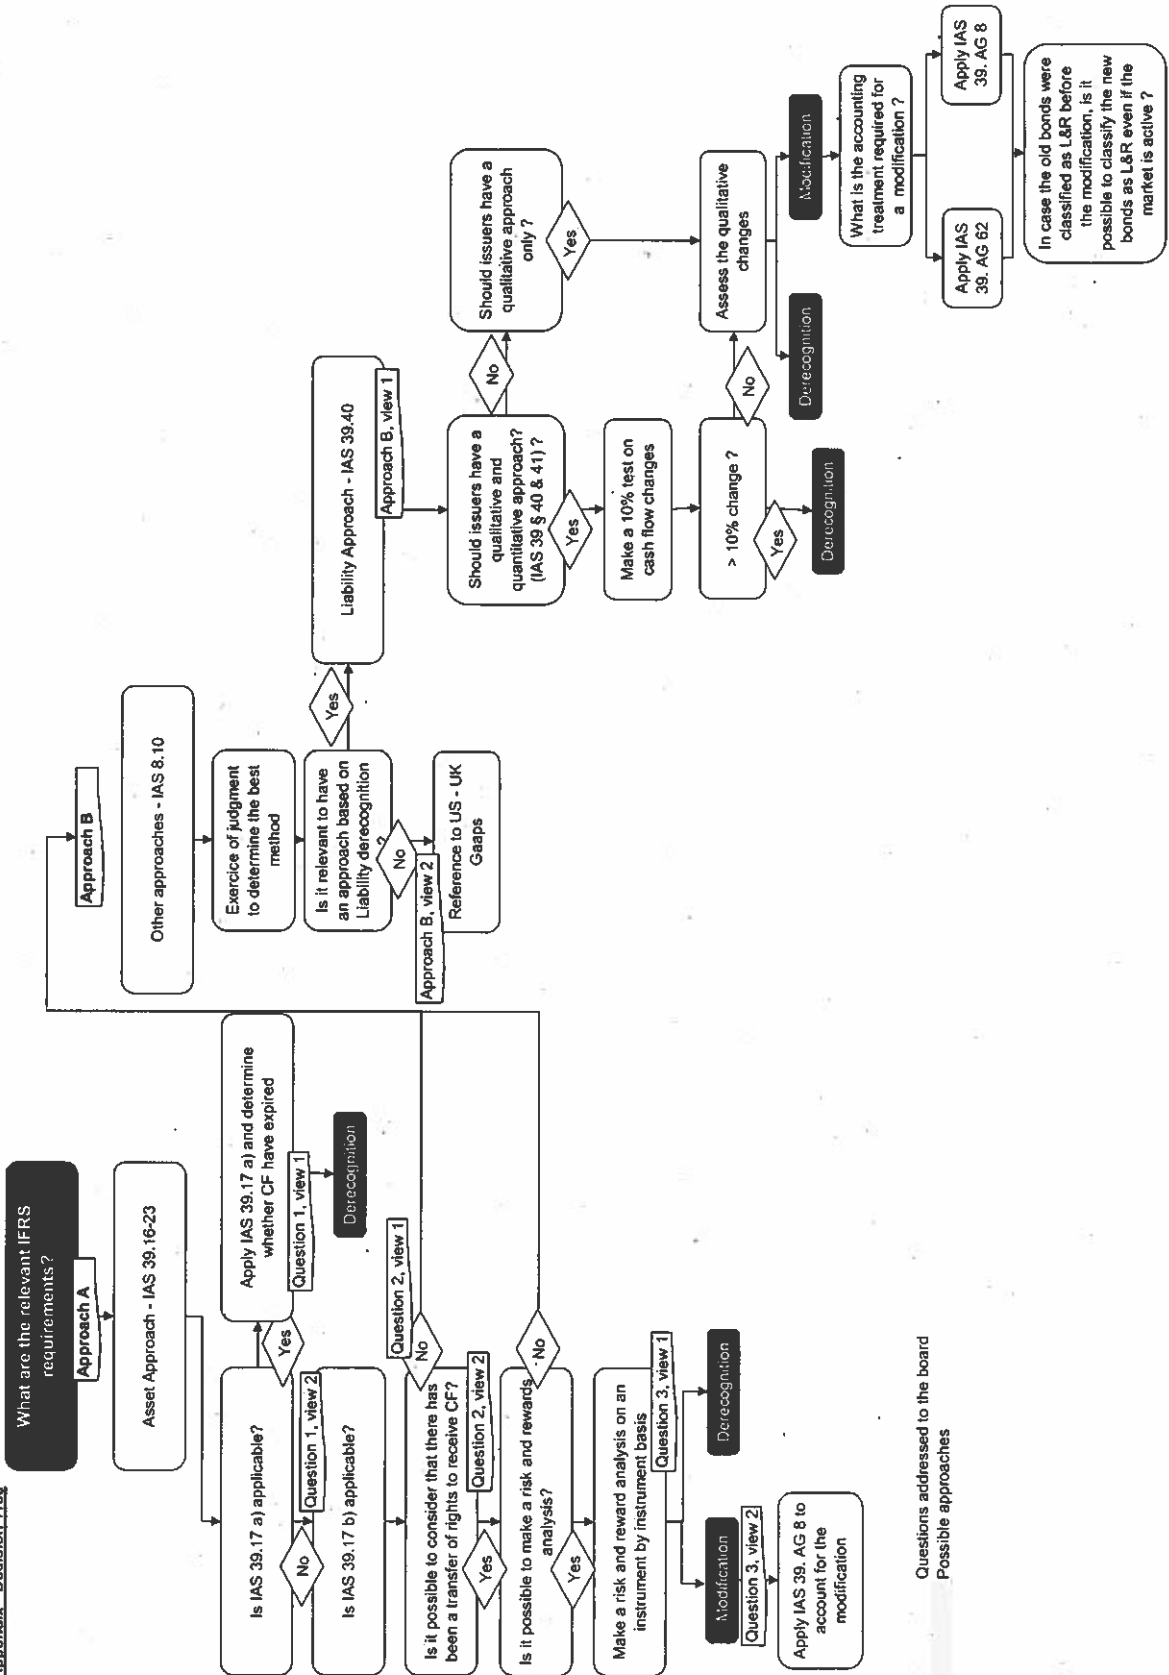 Appendix - Decision Tree
What are the relevant IFRS
requirements?
Approach A
Asset Approach - IAS 39.16-23
Is IAS 39.17 a) applicable?
Yes
Apply IAS 39.17 a) and determine
whether CF have expired
Question 1, view 1
Derecognition
No
Question 1, view 2
Is IAS 39.17 b) applicable?
Is it possible to consider that there has
been a transfer of rights to receive CF?
No
Question 2, view 1
Yes
Question 2, view 2
Is it possible to make a risk and rewards
analysis?
No
Yes
Make a risk and reward analysis on an
instrument by instrument basis
Question 3, view 1
Derecognition
Modification
Question 3, view 2
Apply IAS 39. AG 8 to
account for the
modification
Approach B
Other approaches - IAS 8.10
Exercice of judgment
to determine the best
method
Is it relevant to have
an approach based on
Liability derecognition
?
No
Approach B, view 2
Reference to US - UK
Gaaps
Yes
Liability Approach - IAS 39.40
Approach B, view 1
Should issuers have a
qualitative and
quantitative approach?
(IAS 39 § 40 & 41) ?
Yes
No
Make a 10% test on
cash flow changes
> 10% change ?
Yes
Derecognition
No
Should issuers have a
qualitative approach
only ?
Yes
Assess the qualitative
changes
Derecognition
Modification
What is the accounting
treatment required for
a modification ?
Apply IAS
39. AG 62
Apply IAS
39. AG 8
In case the old bonds were
classified as L&R before
the modification, is it
possible to classify the new
bonds as L&R even if the
market is active ?
Questions addressed to the board
Possible approaches